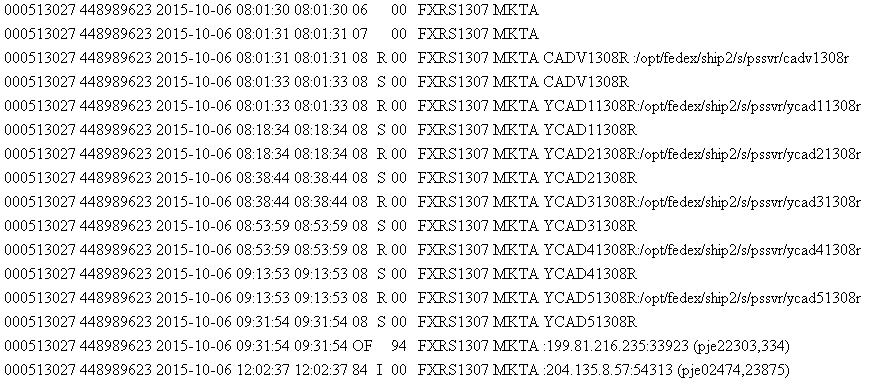 000513027 448989623 2015-10-06 08:01:30 08:01:30 06 00 FXRS1307 MKTA
000513027 448989623 2015-10-06 08:01:31 08:01:31 07 00 FXRS1307 MKTA
000513027 448989623 2015-10-06 08:01:31 08:01:31 08 R 00 FXRS1307 MKTA CADV1308R :/opt/fedex/ship2/s/pssvr/cadv1308r
000513027 448989623 2015-10-06 08:01:33 08:01:33 08 S 00 FXRS1307 MKTA CADV1308R
000513027 448989623 2015-10-06 08:01:33 08:01:33 08 R 00 FXRS1307 MKTA YCAD11308R:/opt/fedex/ship2/s/pssvr/ycad11308r
000513027 448989623 2015-10-06 08:18:34 08:18:34 08 S 00 FXRS1307 MKTA YCAD11308R
000513027 448989623 2015-10-06 08:18:34 08:18:34 08 R 00 FXRS1307 MKTA YCAD21308R:/opt/fedex/ship2/s/pssvr/ycad21308r
000513027 448989623 2015-10-06 08:38:44 08:38:44 08 S 00 FXRS1307 MKTA YCAD21308R
000513027 448989623 2015-10-06 08:38:44 08:38:44 08 R 00 FXRS1307 MKTA YCAD31308R:/opt/fedex/ship2/s/pssvr/ycad31308r
000513027 448989623 2015-10-06 08:53:59 08:53:59 08 S 00 FXRS1307 MKTA YCAD31308R
000513027 448989623 2015-10-06 08:53:59 08:53:59 08 R 00 FXRS1307 MKTA YCAD41308R:/opt/fedex/ship2/s/pssvr/ycad41308r
000513027 448989623 2015-10-06 09:13:53 09:13:53 08 S 00 FXRS1307 MKTA YCAD41308R
000513027 448989623 2015-10-06 09:13:53 09:13:53 08 R 00 FXRS1307 MKTA YCAD51308R:/opt/fedex/ship2/s/pssvr/ycad51308r
000513027 448989623 2015-10-06 09:31:54 09:31:54 08 S 00 FXRS1307 MKTA YCAD51308R
000513027 448989623 2015-10-06 09:31:54 09:31:54 OF 94 FXRS1307 MKTA :199.81.216.235:33923 (pje22303,334)
000513027 448989623 2015-10-06 12:02:37 12:02:37 84 I 00 FXRS1307 MKTA :204.135.8.57:54313 (pje02474,23875)